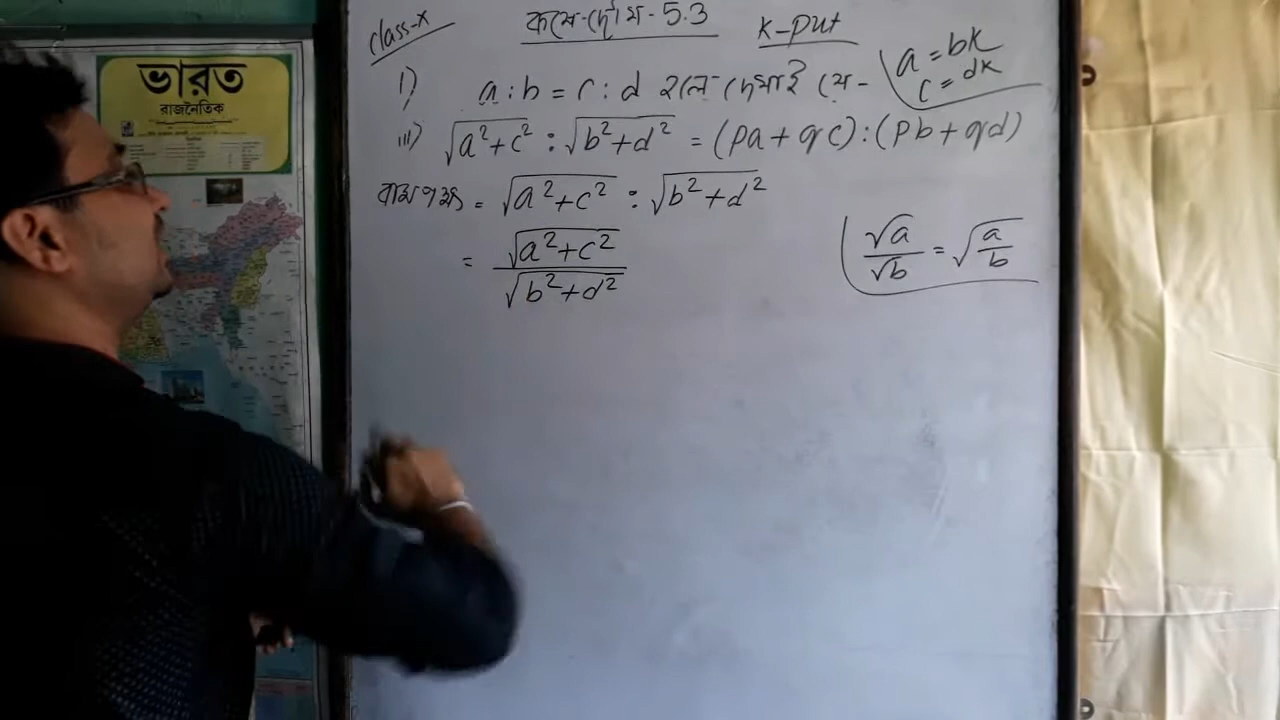 class-x
কষে দেখি - 5.3
K-put
1) a : b = c : d হলে দেখাই যে -
a = bk
c = dk
iii) √(a²+c²) : √(b²+d²) = (pa + qc) : (pb + qd)
বামপক্ষ = √(a²+c²) : √(b²+d²)
= √(a²+c²) / √(b²+d²)
√a / √b = √(a/b)
ভারত
রাজনৈতিক